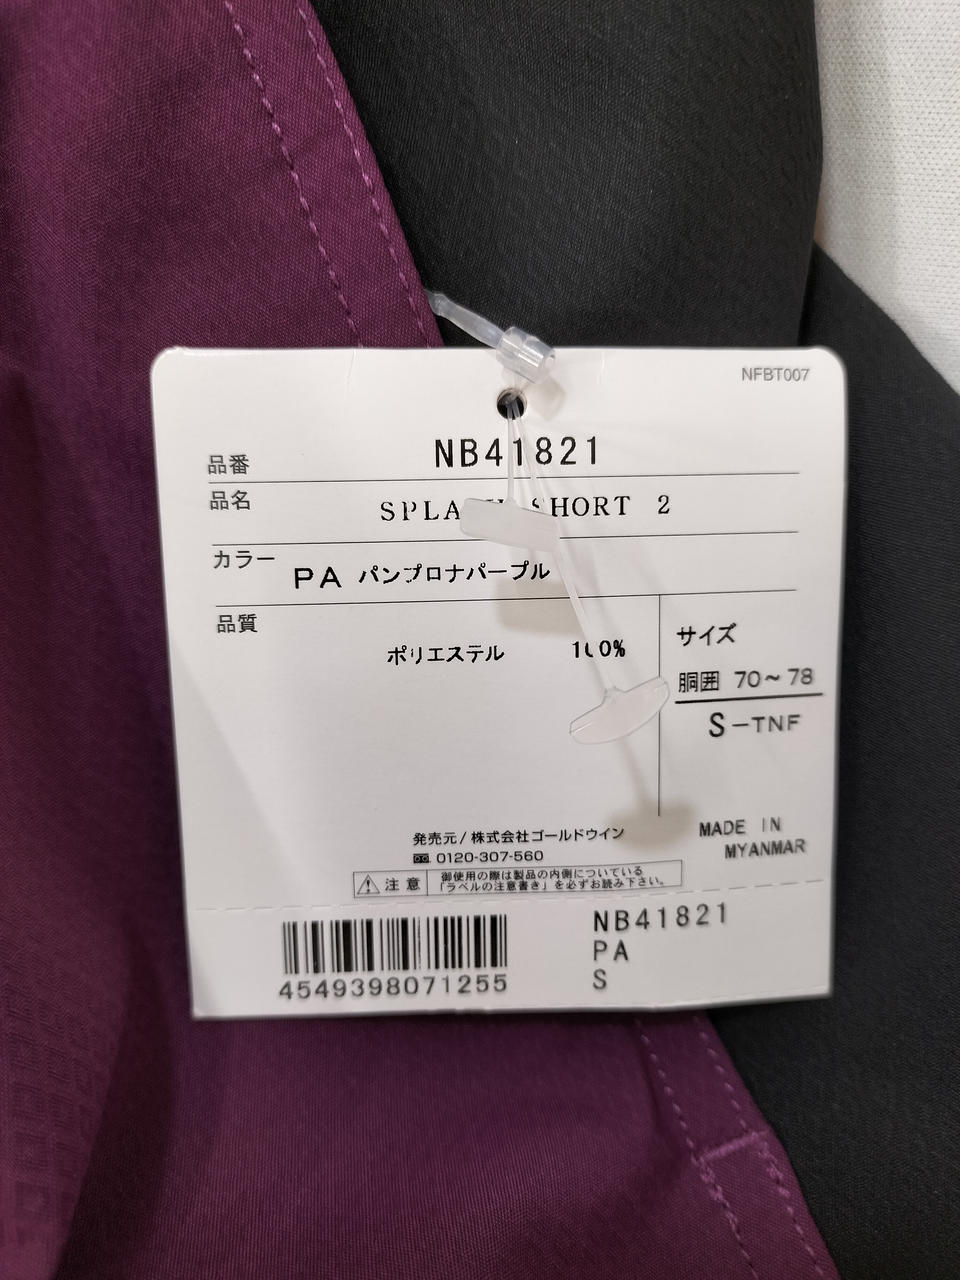 NFBT007
品番 NB41821
品名 SPLASH SHORT 2
カラー PA パンプロナパープル
品質
ポリエステル 100%
サイズ
胴囲 70～78
S-TNF
発売元/株式会社ゴールドウイン
0120-307-560
注意 御使用の際は製品の内側についている
「ラベルの注意書き」を必ずお読み下さい。
MADE IN
MYANMAR
4549398071255
NB41821
PA
S